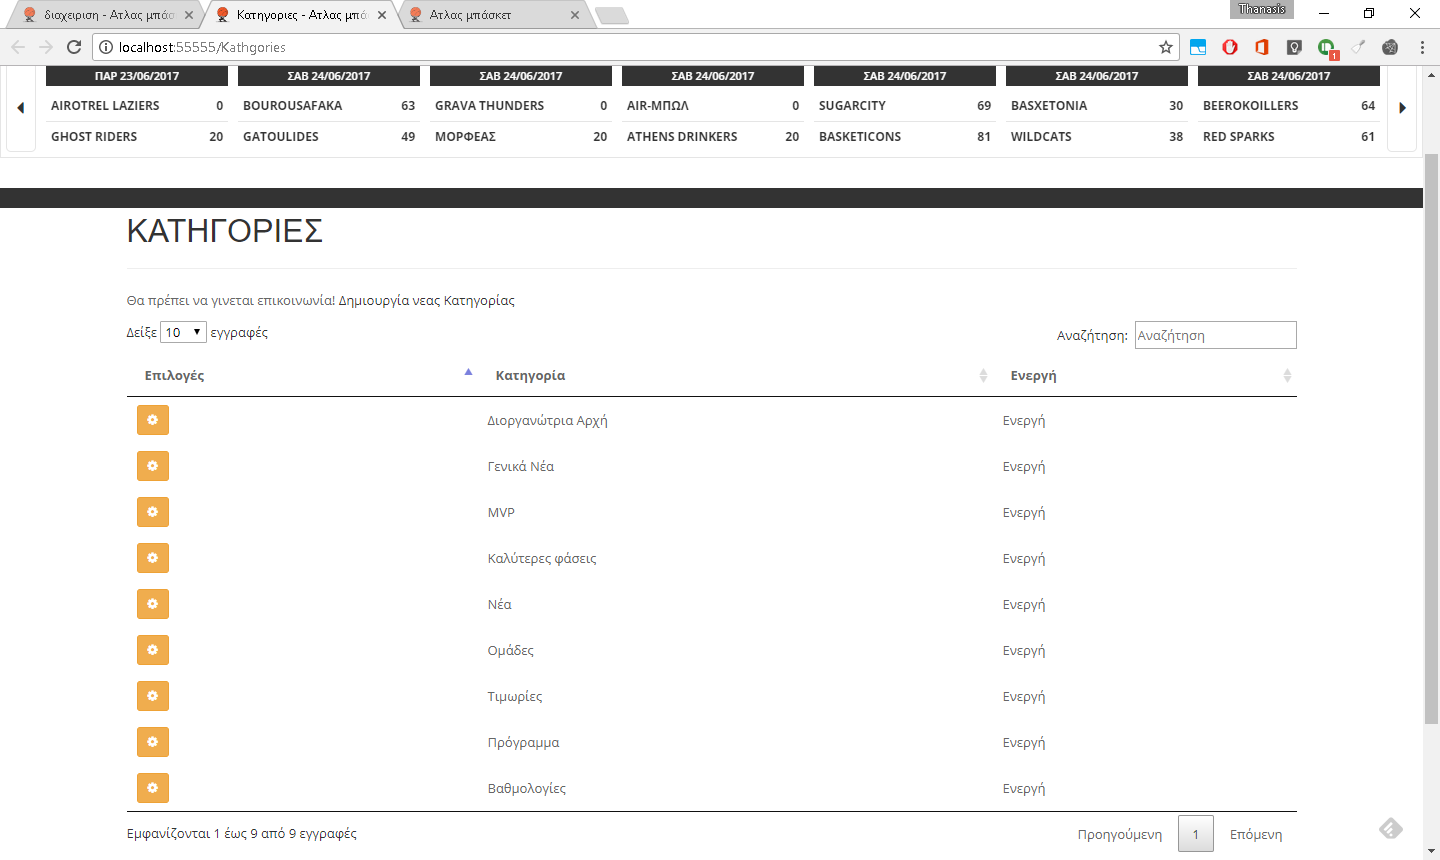 διαχειριση - Ατλας μπάσ
Κατηγοριες - Ατλας μπά
Ατλας μπάσκετ
Thanasis
localhost:55555/Kathgories
1
ΠΑΡ 23/06/2017
AIROTREL LAZIERS 0
GHOST RIDERS 20
ΣΑΒ 24/06/2017
BOUROUSAFAKA 63
GATOULIDES 49
ΣΑΒ 24/06/2017
GRAVA THUNDERS 0
ΜΟΡΦΕΑΣ 20
ΣΑΒ 24/06/2017
AIR-ΜΠΩΛ 0
ATHENS DRINKERS 20
ΣΑΒ 24/06/2017
SUGARCITY 69
BASKETICONS 81
ΣΑΒ 24/06/2017
BASXETONIA 30
WILDCATS 38
ΣΑΒ 24/06/2017
BEEROKOILLERS 64
RED SPARKS 61
ΚΑΤΗΓΟΡΙΕΣ
Θα πρέπει να γινεται επικοινωνία! Δημιουργία νεας Κατηγορίας
Δείξε 10 εγγραφές
Αναζήτηση: Αναζήτηση
Επιλογές Κατηγορία Ενεργή
Διοργανώτρια Αρχή Ενεργή
Γενικά Νέα Ενεργή
MVP Ενεργή
Καλύτερες φάσεις Ενεργή
Νέα Ενεργή
Ομάδες Ενεργή
Τιμωρίες Ενεργή
Πρόγραμμα Ενεργή
Βαθμολογίες Ενεργή
Εμφανίζονται 1 έως 9 από 9 εγγραφές
Προηγούμενη 1 Επόμενη